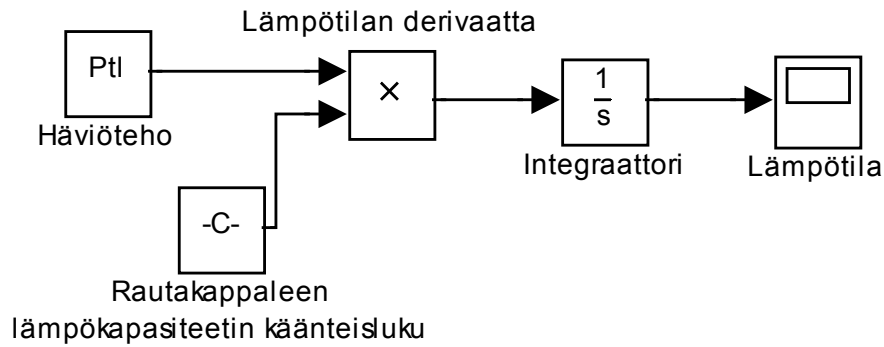 Lämpötilan derivaatta
Ptl
×
1
s
Häviöteho
Integraattori
Lämpötila
-C-
Rautakappaleen
lämpökapasiteetin käänteisluku